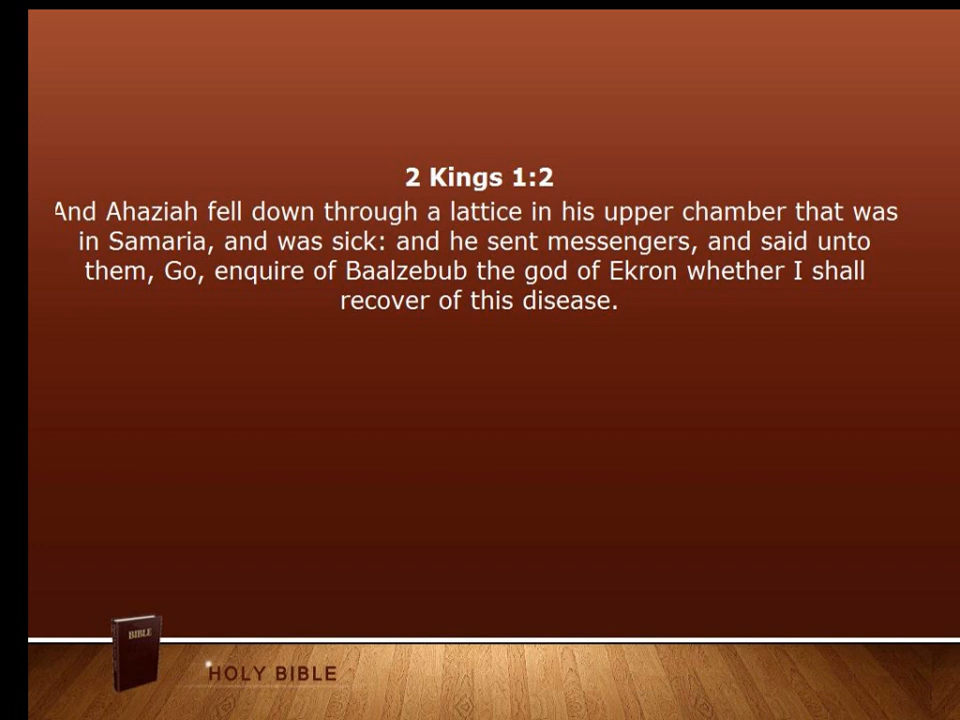 2 Kings 1:2
And Ahaziah fell down through a lattice in his upper chamber that was
in Samaria, and was sick: and he sent messengers, and said unto
them, Go, enquire of Baalzebub the god of Ekron whether I shall
recover of this disease.
BIBLE
HOLY BIBLE